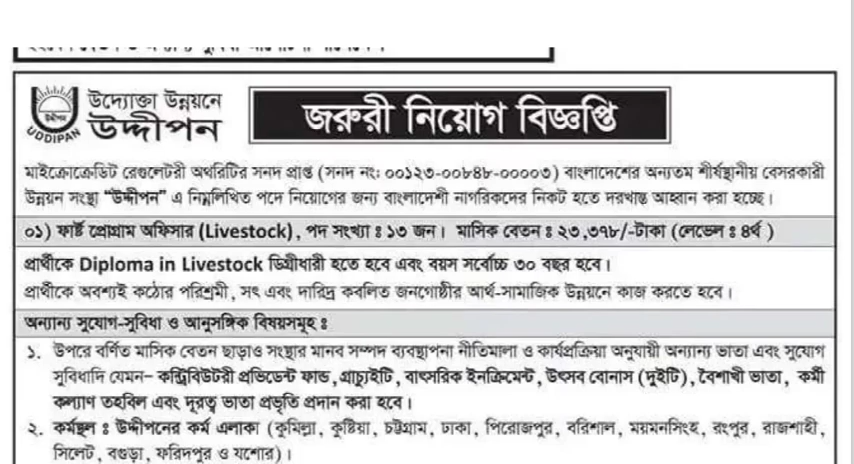 উদ্যোক্তা উন্নয়নে
উদ্দীপন
উদ্দীপন
UDDIPAN
জরুরী নিয়োগ বিজ্ঞপ্তি
মাইক্রোক্রেডিট রেগুলেটরী অথরিটির সনদ প্রাপ্ত (সনদ নং: ০০১২৩-০০৮৪৮-০০০০৩) বাংলাদেশের অন্যতম শীর্ষস্থানীয় বেসরকারী
উন্নয়ন সংস্থা “উদ্দীপন” এ নিম্নলিখিত পদে নিয়োগের জন্য বাংলাদেশী নাগরিকদের নিকট হতে দরখাস্ত আহবান করা হচ্ছে।
০১) ফার্ষ্ট প্রোগ্রাম অফিসার (Livestock), পদ সংখ্যা ঃ ১৩ জন। মাসিক বেতন ঃ ২৩,৩৭৮/-টাকা (লেভেল ঃ ৪র্থ )
প্রার্থীকে Diploma in Livestock ডিগ্রীধারী হতে হবে এবং বয়স সর্বোচ্চ ৩০ বছর হবে।
প্রার্থীকে অবশ্যই কঠোর পরিশ্রমী, সৎ এবং দারিদ্র কবলিত জনগোষ্ঠীর আর্থ-সামাজিক উন্নয়নে কাজ করতে হবে।
অন্যান্য সুযোগ-সুবিধা ও আনুসঙ্গিক বিষয়সমূহ ঃ
১. উপরে বর্ণিত মাসিক বেতন ছাড়াও সংস্থার মানব সম্পদ ব্যবস্থাপনা নীতিমালা ও কার্যপ্রক্রিয়া অনুযায়ী অন্যান্য ভাতা এবং সুযোগ
সুবিধাদি যেমন– কন্ট্রিবিউটরী প্রভিডেন্ট ফান্ড,গ্রাচ্যুইটি, বাৎসরিক ইনক্রিমেন্ট, উৎসব বোনাস (দুইটি), বৈশাখী ভাতা, কর্মী
কল্যাণ তহবিল এবং দূরত্ব ভাতা প্রভৃতি প্রদান করা হবে।
২. কর্মস্থল ঃ উদ্দীপনের কর্ম এলাকা (কুমিল্লা, কুষ্টিয়া, চট্টগ্রাম, ঢাকা, পিরোজপুর, বরিশাল, ময়মনসিংহ, রংপুর, রাজশাহী,
সিলেট, বগুড়া, ফরিদপুর ও যশোর)।